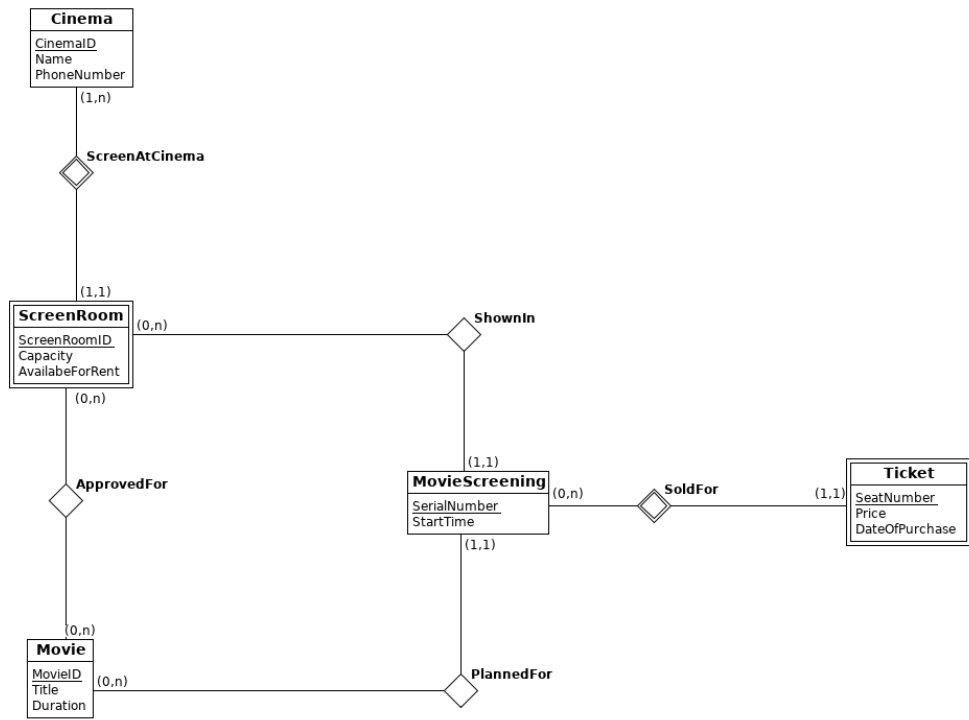 Cinema
CinemaID
Name
PhoneNumber
(1,n)
ScreenAtCinema
(1,1)
ScreenRoom
ScreenRoomID
Capacity
AvailabeForRent
(0,n)
ShownIn
(0,n)
ApprovedFor
(1,1)
MovieScreening
SerialNumber
StartTime
(0,n)
SoldFor
(1,1)
Ticket
SeatNumber
Price
DateOfPurchase
(1,1)
(0,n)
Movie
MovieID
Title
Duration
(0,n)
PlannedFor